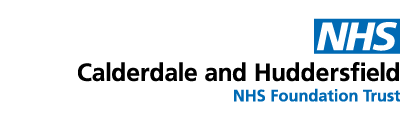 NHS
Calderdale and Huddersfield
NHS Foundation Trust